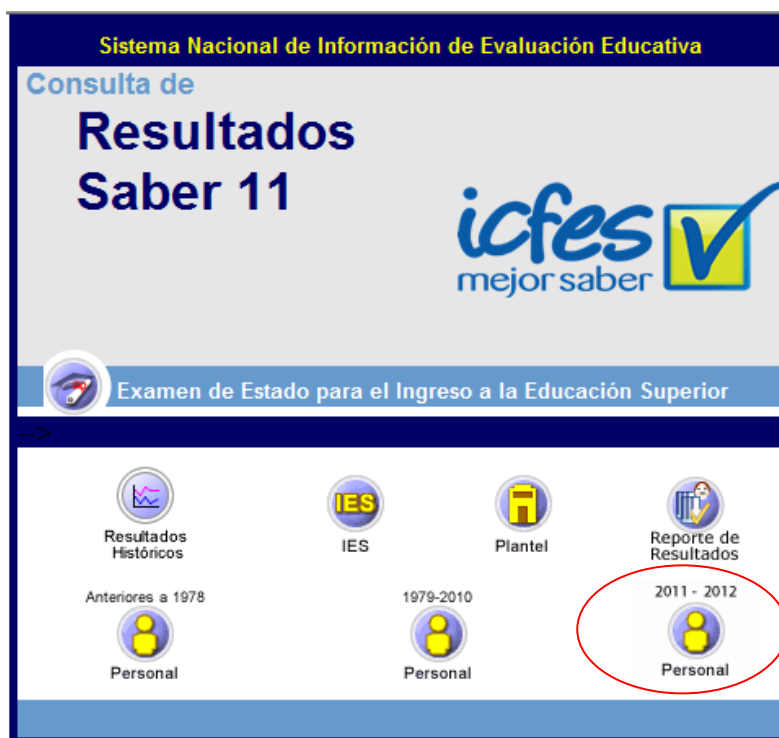 Sistema Nacional de Información de Evaluación Educativa
Consulta de
Resultados
Saber 11
icfes
mejor saber
Examen de Estado para el Ingreso a la Educación Superior
-->
IES
Resultados
Históricos
IES
Plantel
Reporte de
Resultados
Anteriores a 1978
1979-2010
2011 - 2012
Personal
Personal
Personal